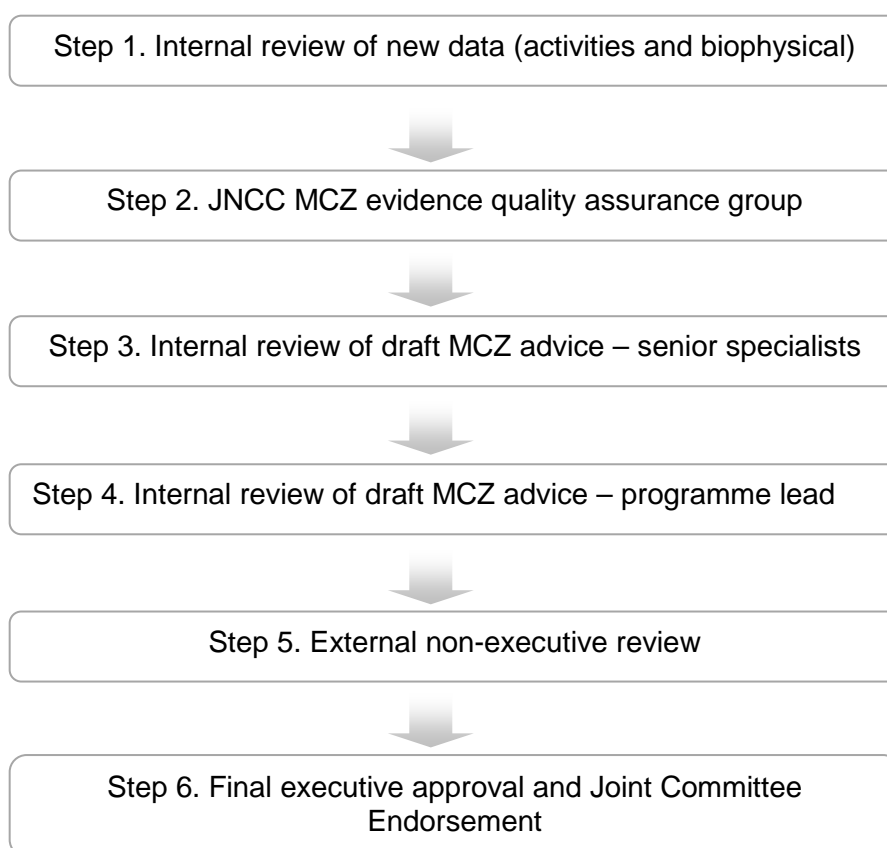 Step 1. Internal review of new data (activities and biophysical)
Step 2. JNCC MCZ evidence quality assurance group
Step 3. Internal review of draft MCZ advice – senior specialists
Step 4. Internal review of draft MCZ advice – programme lead
Step 5. External non-executive review
Step 6. Final executive approval and Joint Committee
Endorsement